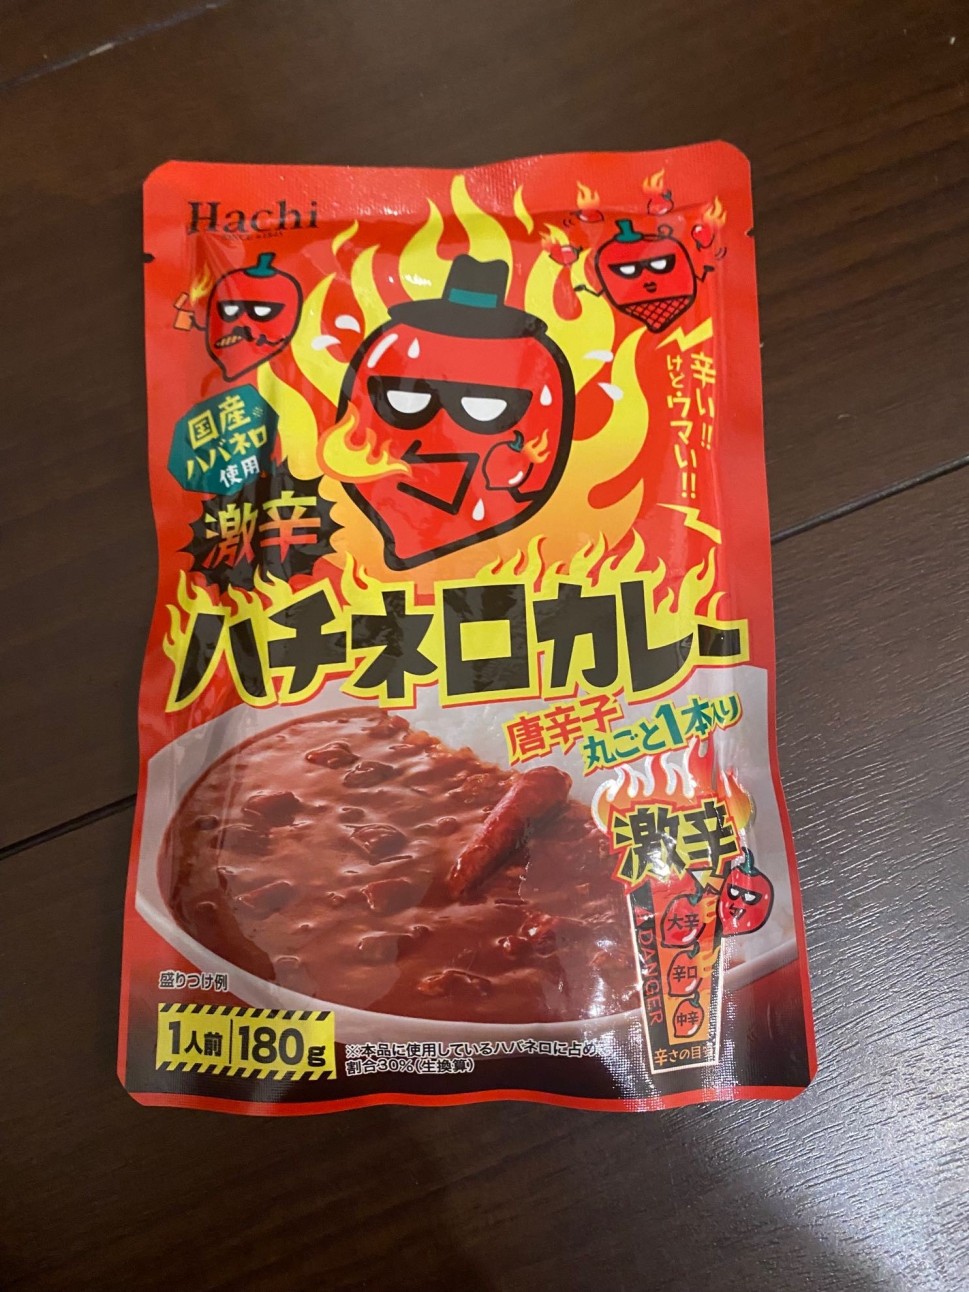 Hachi
辛い!!
けどウマい!!
国産※
ハバネロ
使用
激辛
ハチネロカレー
唐辛子
丸ごと1本入り
激辛
大辛
辛口
中辛
DANGER
辛さの目安
盛りつけ例
1人前 180g
※本品に使用しているハバネロに占め
割合30%(生換算)